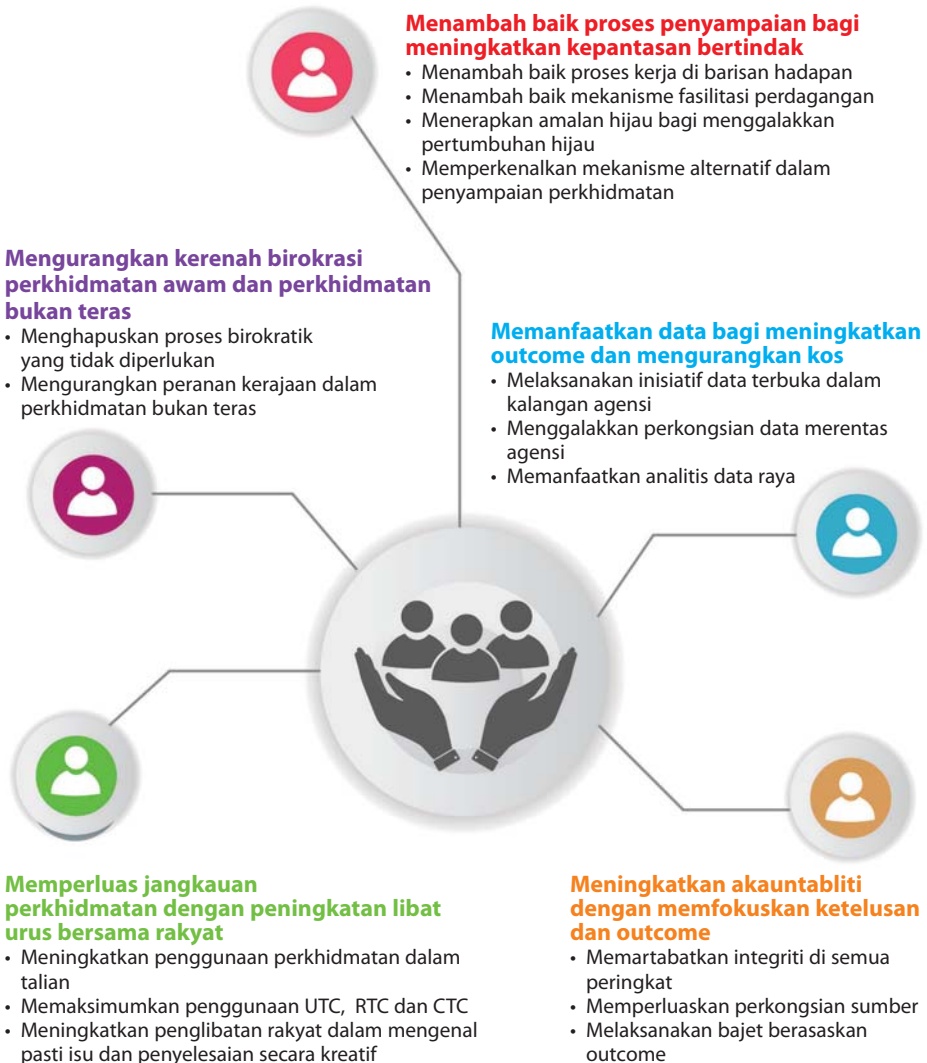 Menambah baik proses penyampaian bagi
meningkatkan kepantasan bertindak
• Menambah baik proses kerja di barisan hadapan
• Menambah baik mekanisme fasilitasi perdagangan
• Menerapkan amalan hijau bagi menggalakkan
pertumbuhan hijau
• Memperkenalkan mekanisme alternatif dalam
penyampaian perkhidmatan
Mengurangkan kerenah birokrasi
perkhidmatan awam dan perkhidmatan
bukan teras
• Menghapuskan proses birokratik
yang tidak diperlukan
• Mengurangkan peranan kerajaan dalam
perkhidmatan bukan teras
Memanfaatkan data bagi meningkatkan
outcome dan mengurangkan kos
• Melaksanakan inisiatif data terbuka dalam
kalangan agensi
• Menggalakkan perkongsian data merentas
agensi
• Memanfaatkan analitis data raya
Memperluas jangkauan
perkhidmatan dengan peningkatan libat
urus bersama rakyat
• Meningkatkan penggunaan perkhidmatan dalam
talian
• Memaksimumkan penggunaan UTC, RTC dan CTC
• Meningkatkan penglibatan rakyat dalam mengenal
pasti isu dan penyelesaian secara kreatif
Meningkatkan akauntabliti
dengan memfokuskan ketelusan
dan outcome
• Memartabatkan integriti di semua
peringkat
• Memperluaskan perkongsian sumber
• Melaksanakan bajet berasaskan
outcome